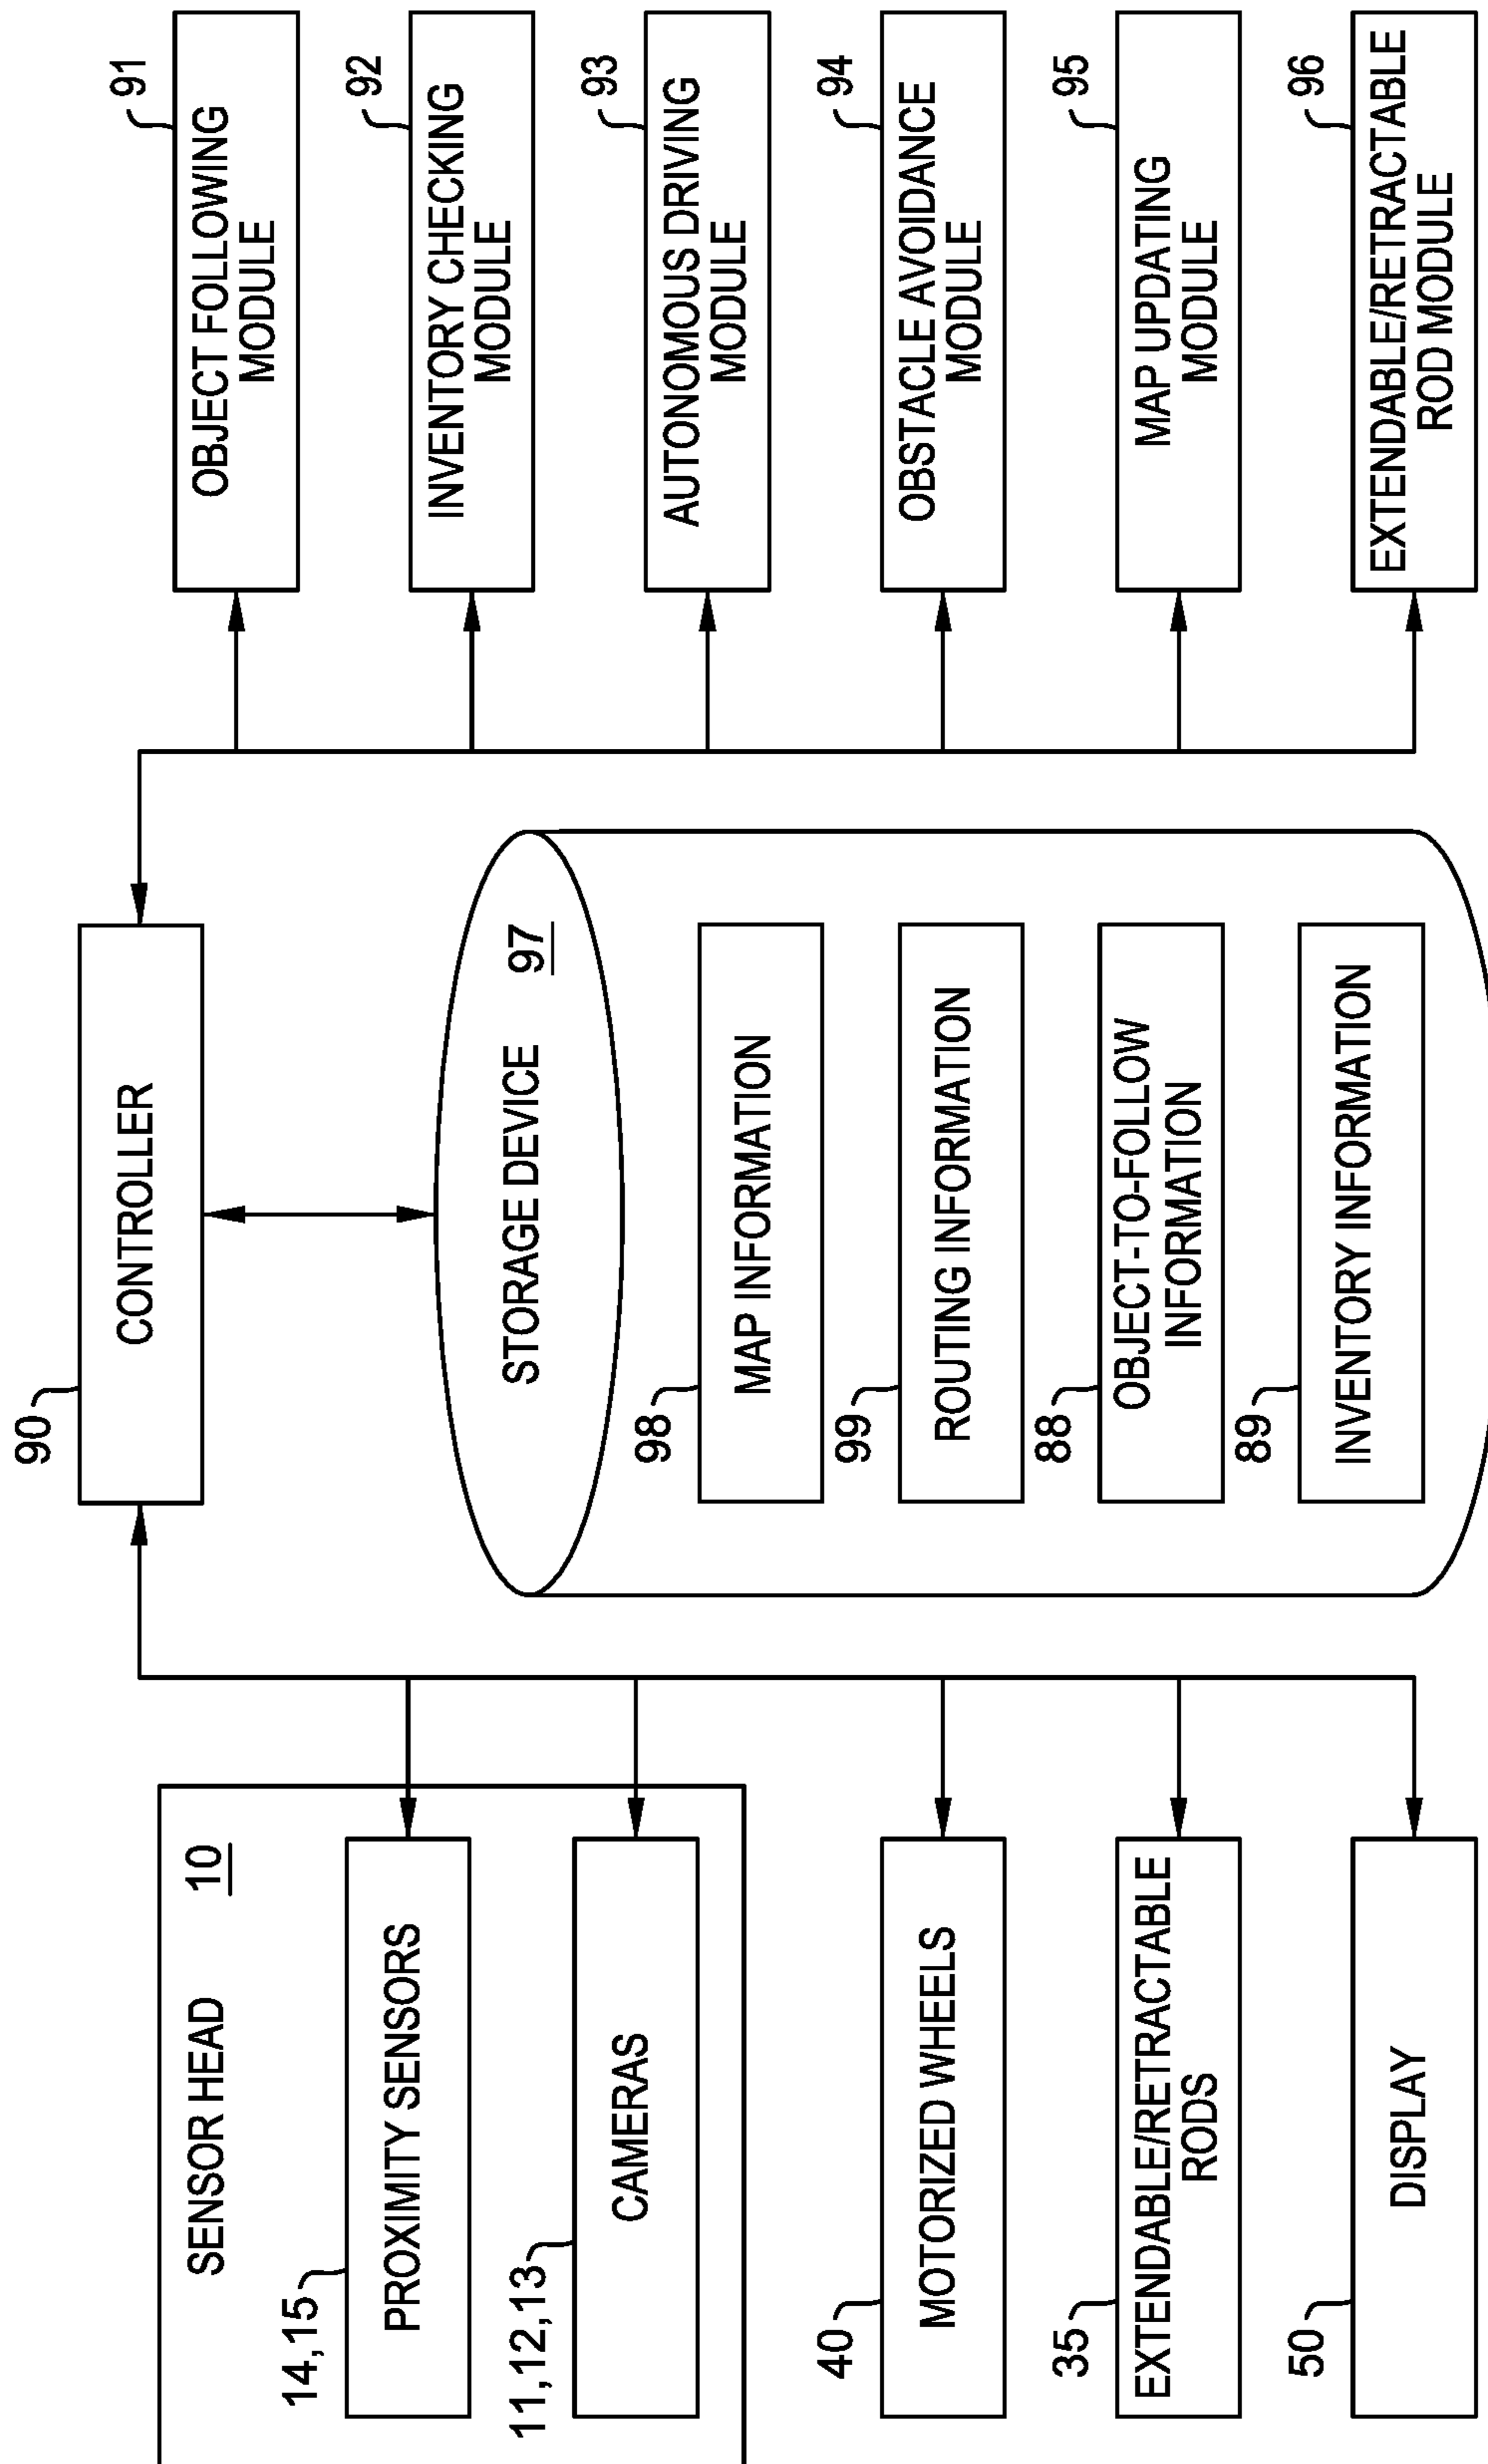 SENSOR HEAD 10
14,15
PROXIMITY SENSORS
11,12,13
CAMERAS
40
MOTORIZED WHEELS
35
EXTENDABLE/RETRACTABLE
RODS
50
DISPLAY
90
CONTROLLER
STORAGE DEVICE 97
98
MAP INFORMATION
99
ROUTING INFORMATION
88
OBJECT-TO-FOLLOW
INFORMATION
89
INVENTORY INFORMATION
91
OBJECT FOLLOWING
MODULE
92
INVENTORY CHECKING
MODULE
93
AUTONOMOUS DRIVING
MODULE
94
OBSTACLE AVOIDANCE
MODULE
95
MAP UPDATING
MODULE
96
EXTENDABLE/RETRACTABLE
ROD MODULE